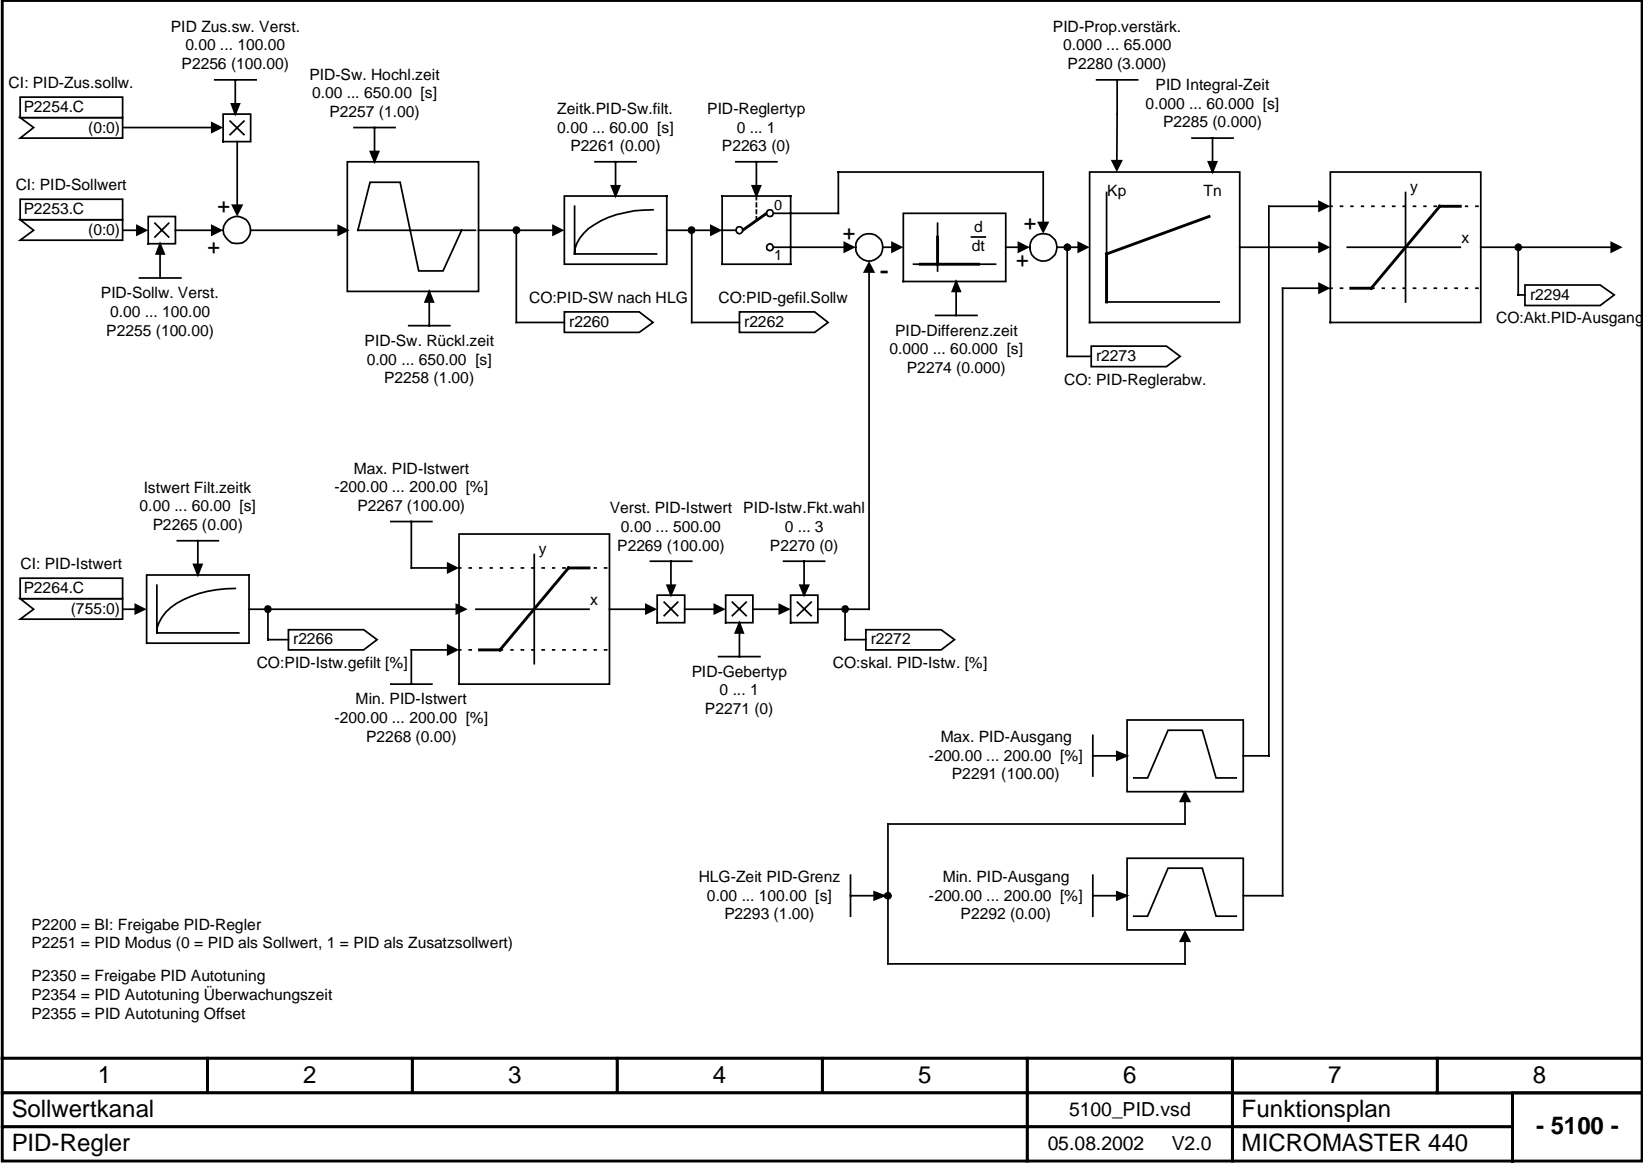 PID Zus.sw. Verst.
0.00 ... 100.00
P2256 (100.00)
CI: PID-Zus.sollw.
P2254.C
(0:0)
CI: PID-Sollwert
P2253.C
(0:0)
PID-Sollw. Verst.
0.00 ... 100.00
P2255 (100.00)
+
+
PID-Sw. Hochl.zeit
0.00 ... 650.00 [s]
P2257 (1.00)
PID-Sw. Rückl.zeit
0.00 ... 650.00 [s]
P2258 (1.00)
Zeitk.PID-Sw.filt.
0.00 ... 60.00 [s]
P2261 (0.00)
CO:PID-SW nach HLG
r2260
PID-Reglertyp
0 ... 1
P2263 (0)
0
1
CO:PID-gefil.Sollw
r2262
+
-
d
dt
PID-Differenz.zeit
0.000 ... 60.000 [s]
P2274 (0.000)
+
+
PID-Prop.verstärk.
0.000 ... 65.000
P2280 (3.000)
PID Integral-Zeit
0.000 ... 60.000 [s]
P2285 (0.000)
Kp
Tn
r2273
CO: PID-Reglerabw.
y
x
r2294
CO:Akt.PID-Ausgang
Istwert Filt.zeitk
0.00 ... 60.00 [s]
P2265 (0.00)
CI: PID-Istwert
P2264.C
(755:0)
r2266
CO:PID-Istw.gefilt [%]
Max. PID-Istwert
-200.00 ... 200.00 [%]
P2267 (100.00)
y
x
Min. PID-Istwert
-200.00 ... 200.00 [%]
P2268 (0.00)
Verst. PID-Istwert
0.00 ... 500.00
P2269 (100.00)
PID-Istw.Fkt.wahl
0 ... 3
P2270 (0)
PID-Gebertyp
0 ... 1
P2271 (0)
r2272
CO:skal. PID-Istw. [%]
Max. PID-Ausgang
-200.00 ... 200.00 [%]
P2291 (100.00)
HLG-Zeit PID-Grenz
0.00 ... 100.00 [s]
P2293 (1.00)
Min. PID-Ausgang
-200.00 ... 200.00 [%]
P2292 (0.00)
P2200 = BI: Freigabe PID-Regler
P2251 = PID Modus (0 = PID als Sollwert, 1 = PID als Zusatzsollwert)
P2350 = Freigabe PID Autotuning
P2354 = PID Autotuning Überwachungszeit
P2355 = PID Autotuning Offset
1 2 3 4 5 6 7 8
Sollwertkanal
5100_PID.vsd
Funktionsplan
- 5100 -
PID-Regler
05.08.2002 V2.0
MICROMASTER 440